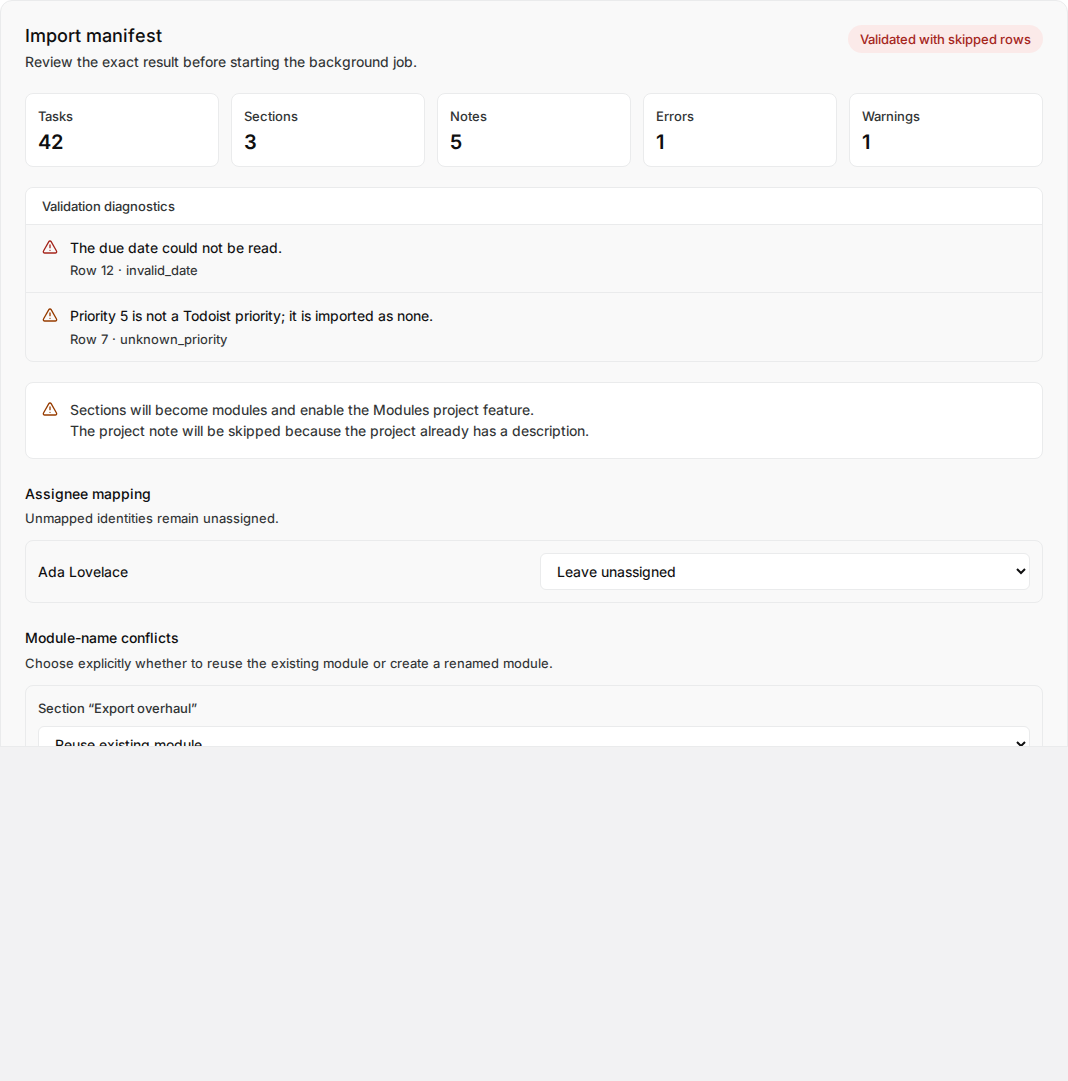 Import manifest
Validated with skipped rows
Review the exact result before starting the background job.
Tasks
42
Sections
3
Notes
5
Errors
1
Warnings
1
Validation diagnostics
The due date could not be read.
Row 12 · invalid_date
Priority 5 is not a Todoist priority; it is imported as none.
Row 7 · unknown_priority
Sections will become modules and enable the Modules project feature.
The project note will be skipped because the project already has a description.
Assignee mapping
Unmapped identities remain unassigned.
Ada Lovelace
Leave unassigned
Module-name conflicts
Choose explicitly whether to reuse the existing module or create a renamed module.
Section “Export overhaul”
Reuse existing module